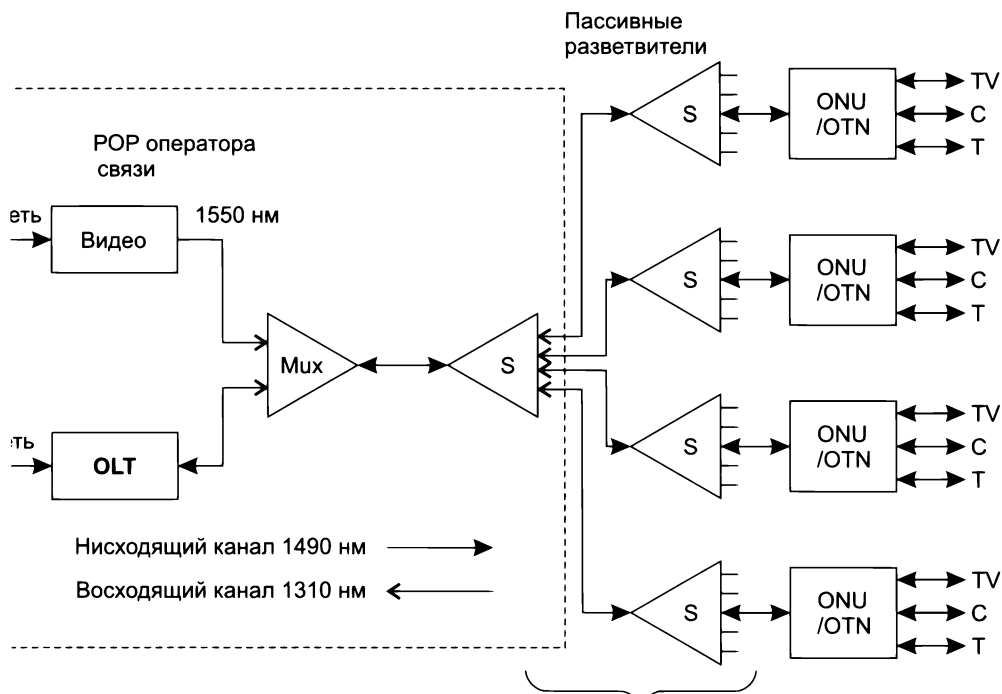 Пассивные
разветвители
POP оператора
связи
1550 нм
Видео
Mux
S
OLT
Нисходящий канал 1490 нм
Восходящий канал 1310 нм
S
ONU
/OTN
TV
C
T
S
ONU
/OTN
TV
C
T
S
ONU
/OTN
TV
C
T
S
ONU
/OTN
TV
C
T